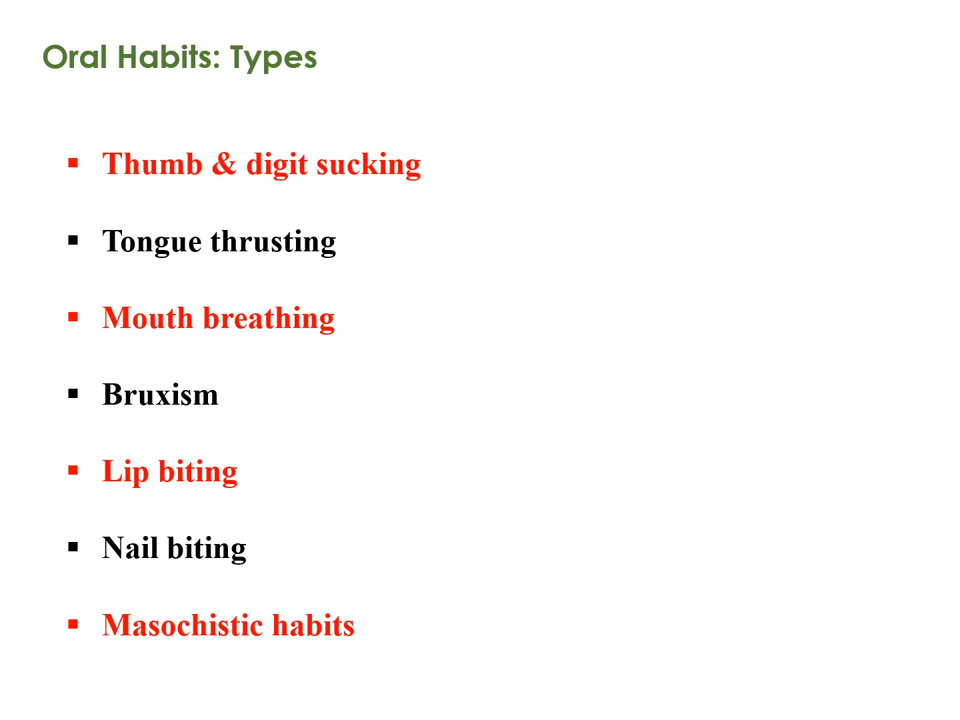 Oral Habits: Types
▪ Thumb & digit sucking
▪ Tongue thrusting
▪ Mouth breathing
▪ Bruxism
▪ Lip biting
▪ Nail biting
▪ Masochistic habits